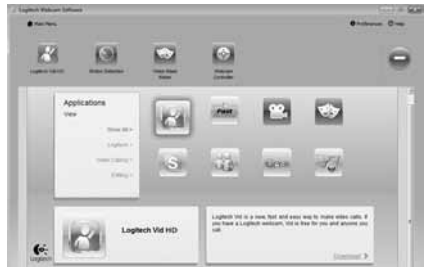 Logitech Webcam Software
Main Menu
Preferences
Help
Logitech Vid HD
Motion Detection
Video Mask Maker
Webcam Controller
Applications
View
Show All >
Logitech >
Video Calling >
Editing >
Logitech Vid HD
Logitech Vid is a new, fast and easy way to make video calls. If
you have a Logitech webcam, Vid is free for you and anyone you
call.
Download >
Logitech